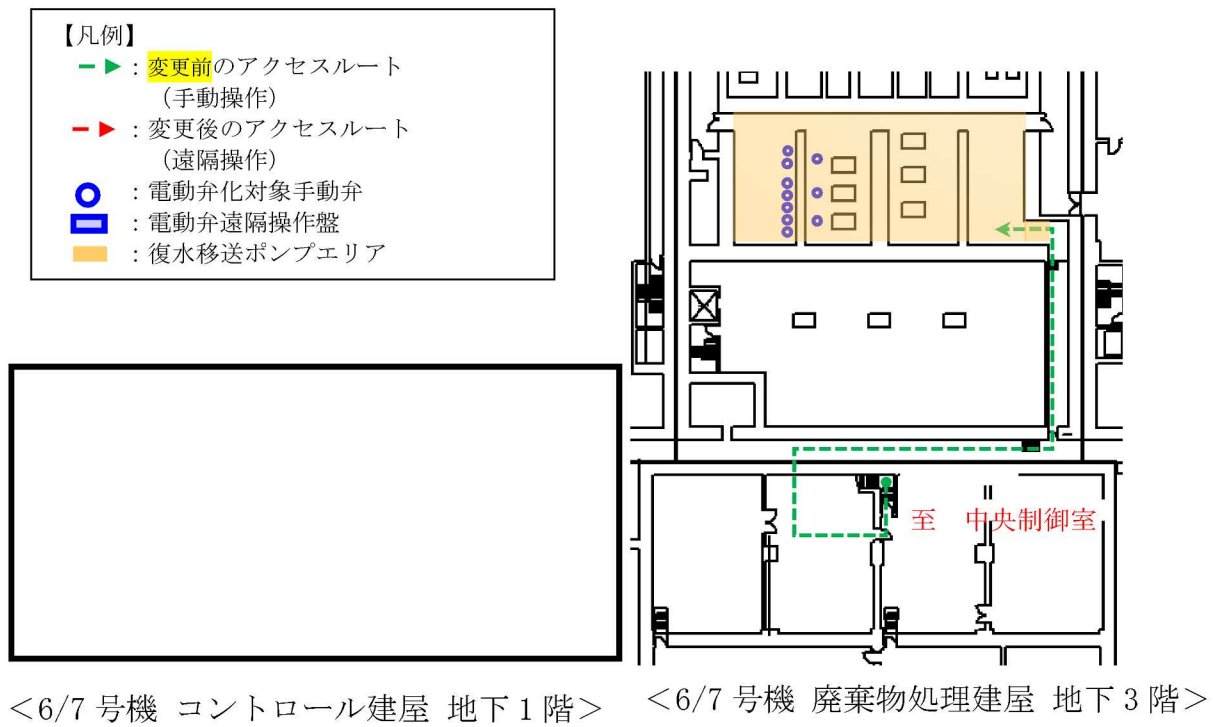 【凡例】
：変更前のアクセスルート
（手動操作）
：変更後のアクセスルート
（遠隔操作）
：電動弁化対象手動弁
：電動弁遠隔操作盤
：復水移送ポンプエリア
至　中央制御室
＜6/7 号機 コントロール建屋 地下 1 階＞
＜6/7 号機 廃棄物処理建屋 地下 3 階＞